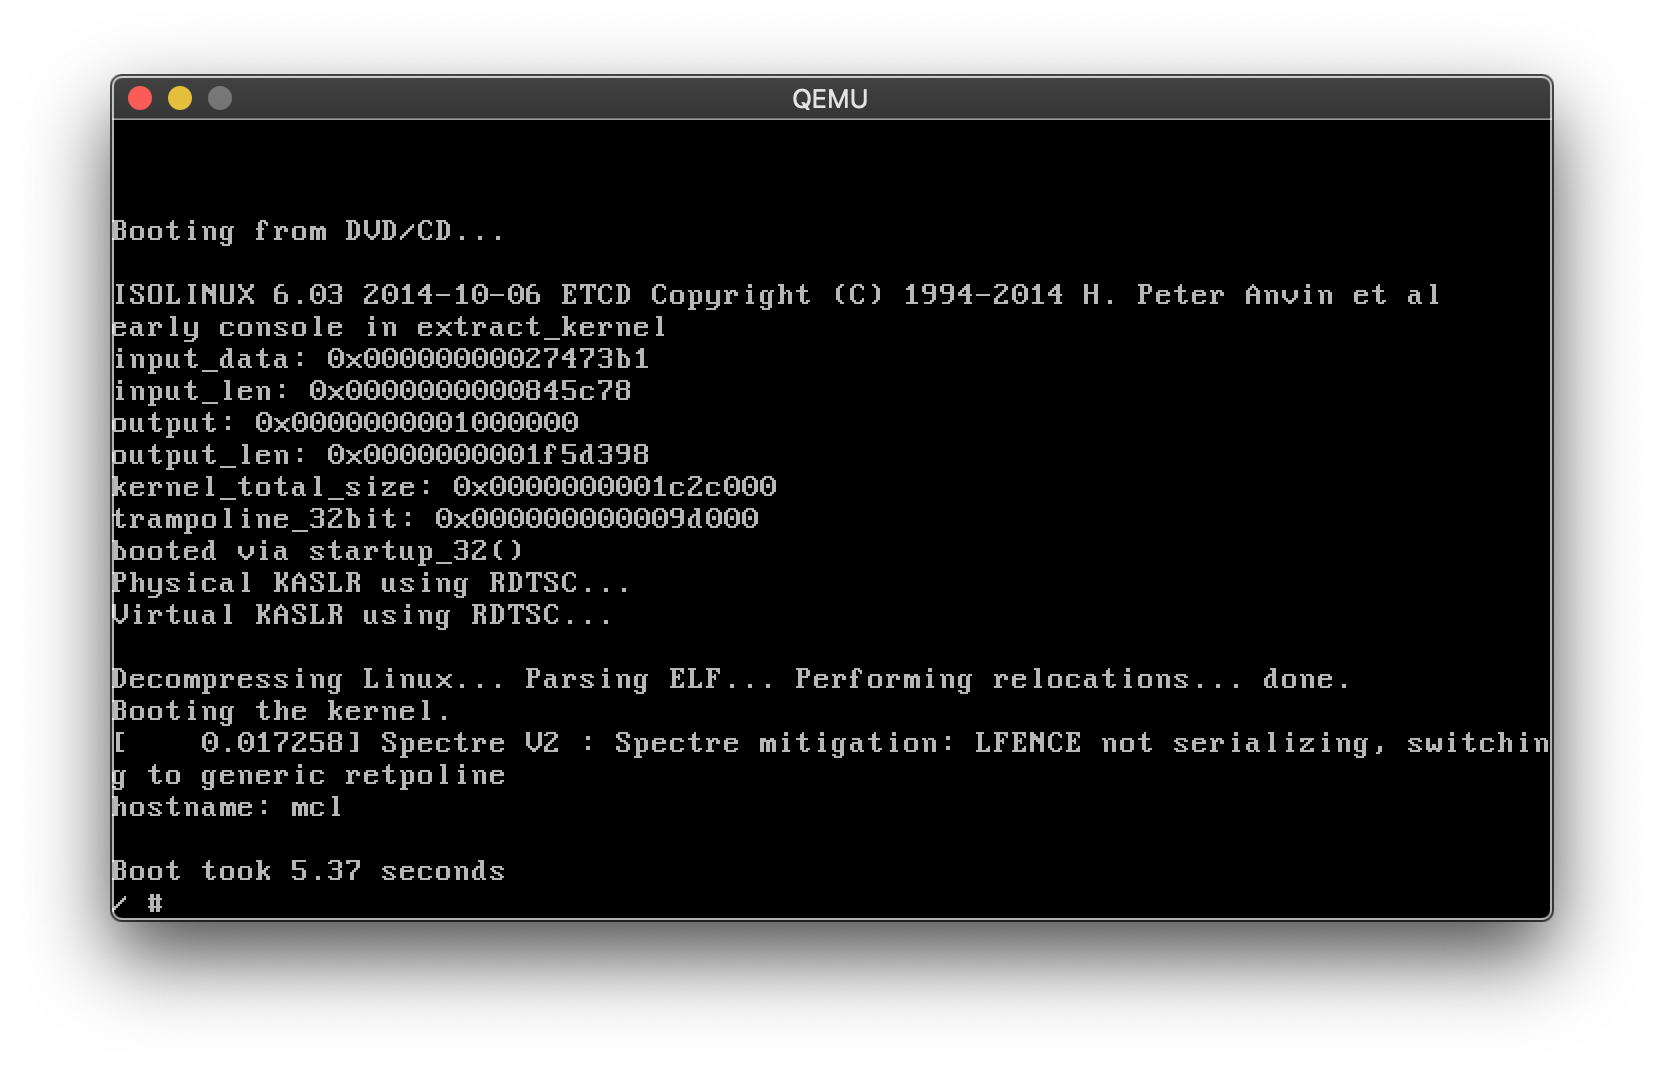 QEMU
Booting from DVD/CD...
ISOLINUX 6.03 2014-10-06 ETCD Copyright (C) 1994-2014 H. Peter Anvin et al
early console in extract_kernel
input_data: 0x00000000027473b1
input_len: 0x0000000000845c78
output: 0x0000000001000000
output_len: 0x0000000001f5d398
kernel_total_size: 0x0000000001c2c000
trampoline_32bit: 0x000000000009d000
booted via startup_32()
Physical KASLR using RDTSC...
Virtual KASLR using RDTSC...
Decompressing Linux... Parsing ELF... Performing relocations... done.
Booting the kernel.
[    0.017258] Spectre V2 : Spectre mitigation: LFENCE not serializing, switchin
g to generic retpoline
hostname: mcl
Boot took 5.37 seconds
/ #